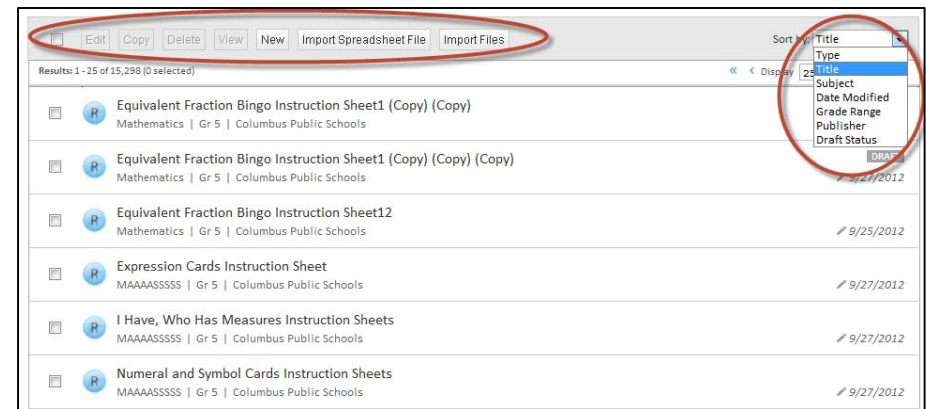 Edit Copy Delete View New Import Spreadsheet File Import Files Sort by: Title
Type
Title
Subject
Date Modified
Grade Range
Publisher
Draft Status
Results: 1 - 25 of 15,298 (0 selected) « ‹ Display 25
R Equivalent Fraction Bingo Instruction Sheet1 (Copy) (Copy)
Mathematics | Gr 5 | Columbus Public Schools
R Equivalent Fraction Bingo Instruction Sheet1 (Copy) (Copy) (Copy)
DRAFT
Mathematics | Gr 5 | Columbus Public Schools 9/27/2012
R Equivalent Fraction Bingo Instruction Sheet12
Mathematics | Gr 5 | Columbus Public Schools 9/25/2012
R Expression Cards Instruction Sheet
MAAAASSSSS | Gr 5 | Columbus Public Schools 9/27/2012
R I Have, Who Has Measures Instruction Sheets
MAAAASSSSS | Gr 5 | Columbus Public Schools 9/27/2012
R Numeral and Symbol Cards Instruction Sheets
MAAAASSSSS | Gr 5 | Columbus Public Schools 9/27/2012